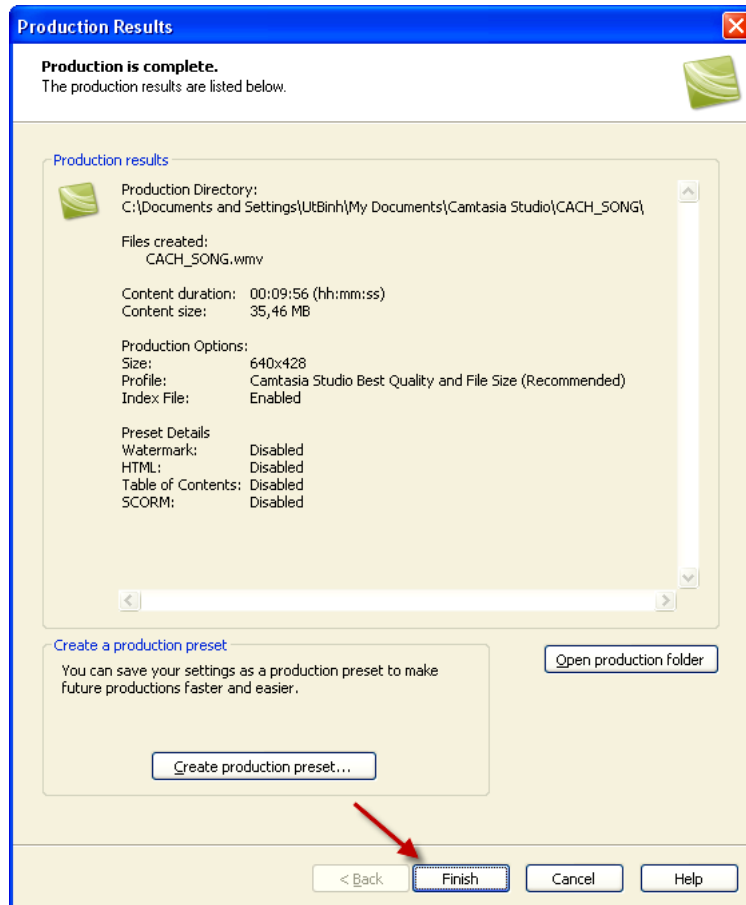 Production Results
Production is complete.
The production results are listed below.
Production results
Production Directory:
C:\Documents and Settings\UtBinh\My Documents\Camtasia Studio\CACH_SONG\
Files created:
CACH_SONG.wmv
Content duration: 00:09:56 (hh:mm:ss)
Content size: 35,46 MB
Production Options:
Size: 640x428
Profile: Camtasia Studio Best Quality and File Size (Recommended)
Index File: Enabled
Preset Details
Watermark: Disabled
HTML: Disabled
Table of Contents: Disabled
SCORM: Disabled
Create a production preset
You can save your settings as a production preset to make
future productions faster and easier.
Open production folder
Create production preset...
< Back Finish Cancel Help